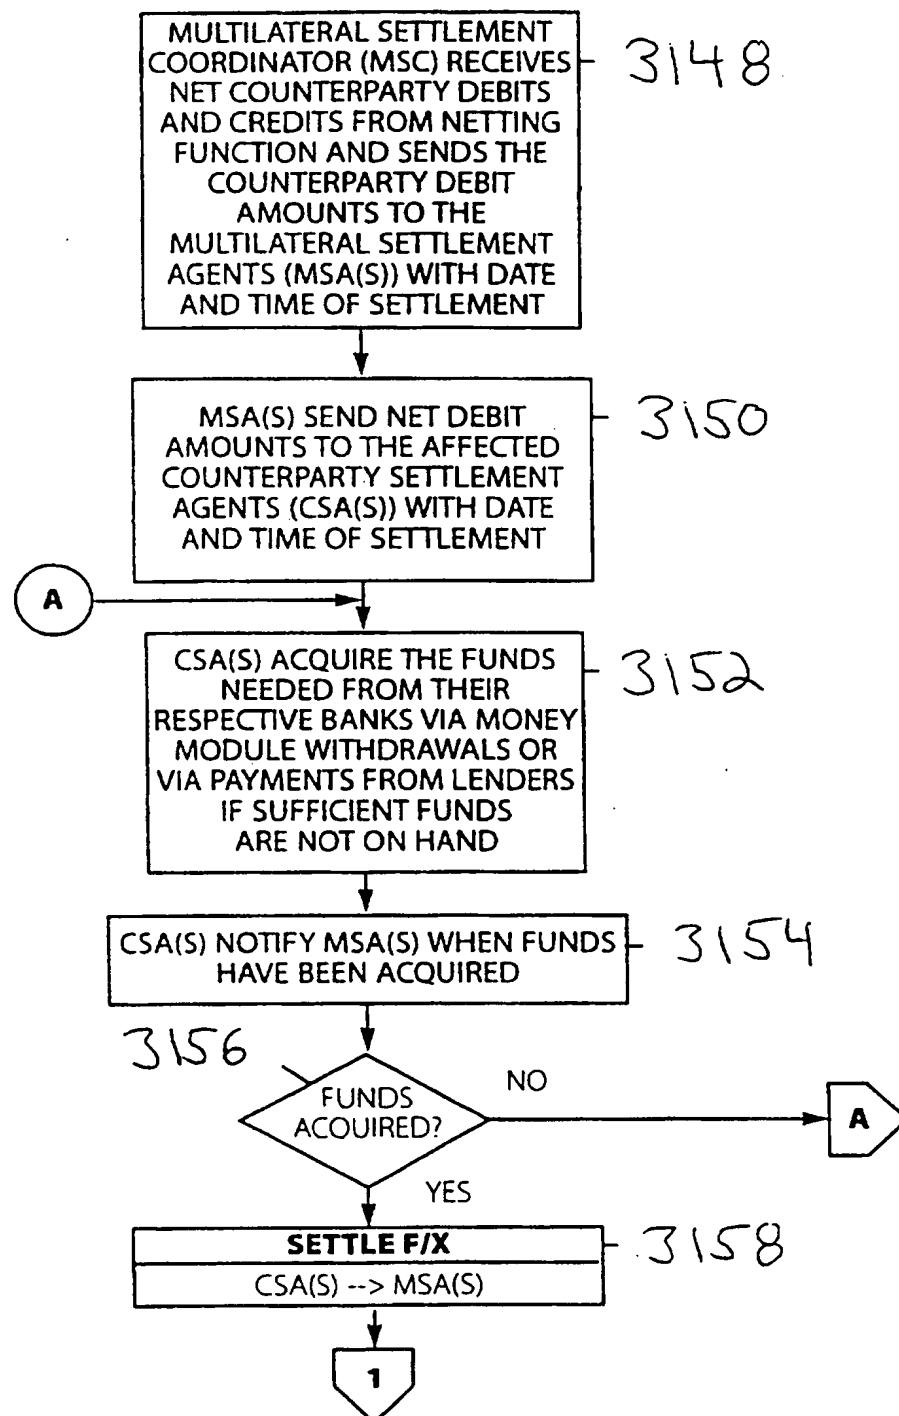 MULTILATERAL SETTLEMENT
COORDINATOR (MSC) RECEIVES
NET COUNTERPARTY DEBITS
AND CREDITS FROM NETTING
FUNCTION AND SENDS THE
COUNTERPARTY DEBIT
AMOUNTS TO THE
MULTILATERAL SETTLEMENT
AGENTS (MSA(S)) WITH DATE
AND TIME OF SETTLEMENT
3148
MSA(S) SEND NET DEBIT
AMOUNTS TO THE AFFECTED
COUNTERPARTY SETTLEMENT
AGENTS (CSA(S)) WITH DATE
AND TIME OF SETTLEMENT
3150
A
CSA(S) ACQUIRE THE FUNDS
NEEDED FROM THEIR
RESPECTIVE BANKS VIA MONEY
MODULE WITHDRAWALS OR
VIA PAYMENTS FROM LENDERS
IF SUFFICIENT FUNDS
ARE NOT ON HAND
3152
CSA(S) NOTIFY MSA(S) WHEN FUNDS
HAVE BEEN ACQUIRED
3154
3156
FUNDS
ACQUIRED?
NO
A
YES
SETTLE F/X
CSA(S) --> MSA(S)
3158
1